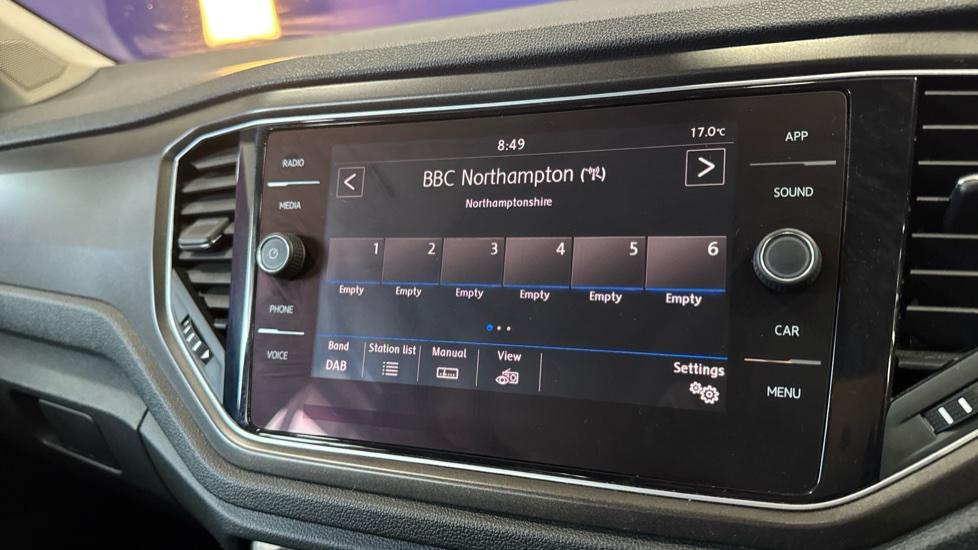 RADIO
MEDIA
PHONE
VOICE
8:49
17.0°C
<
BBC Northampton
>
Northamptonshire
1 2 3 4 5 6
Empty Empty Empty Empty Empty Empty
Band Station list Manual View Settings
DAB
APP
SOUND
CAR
MENU